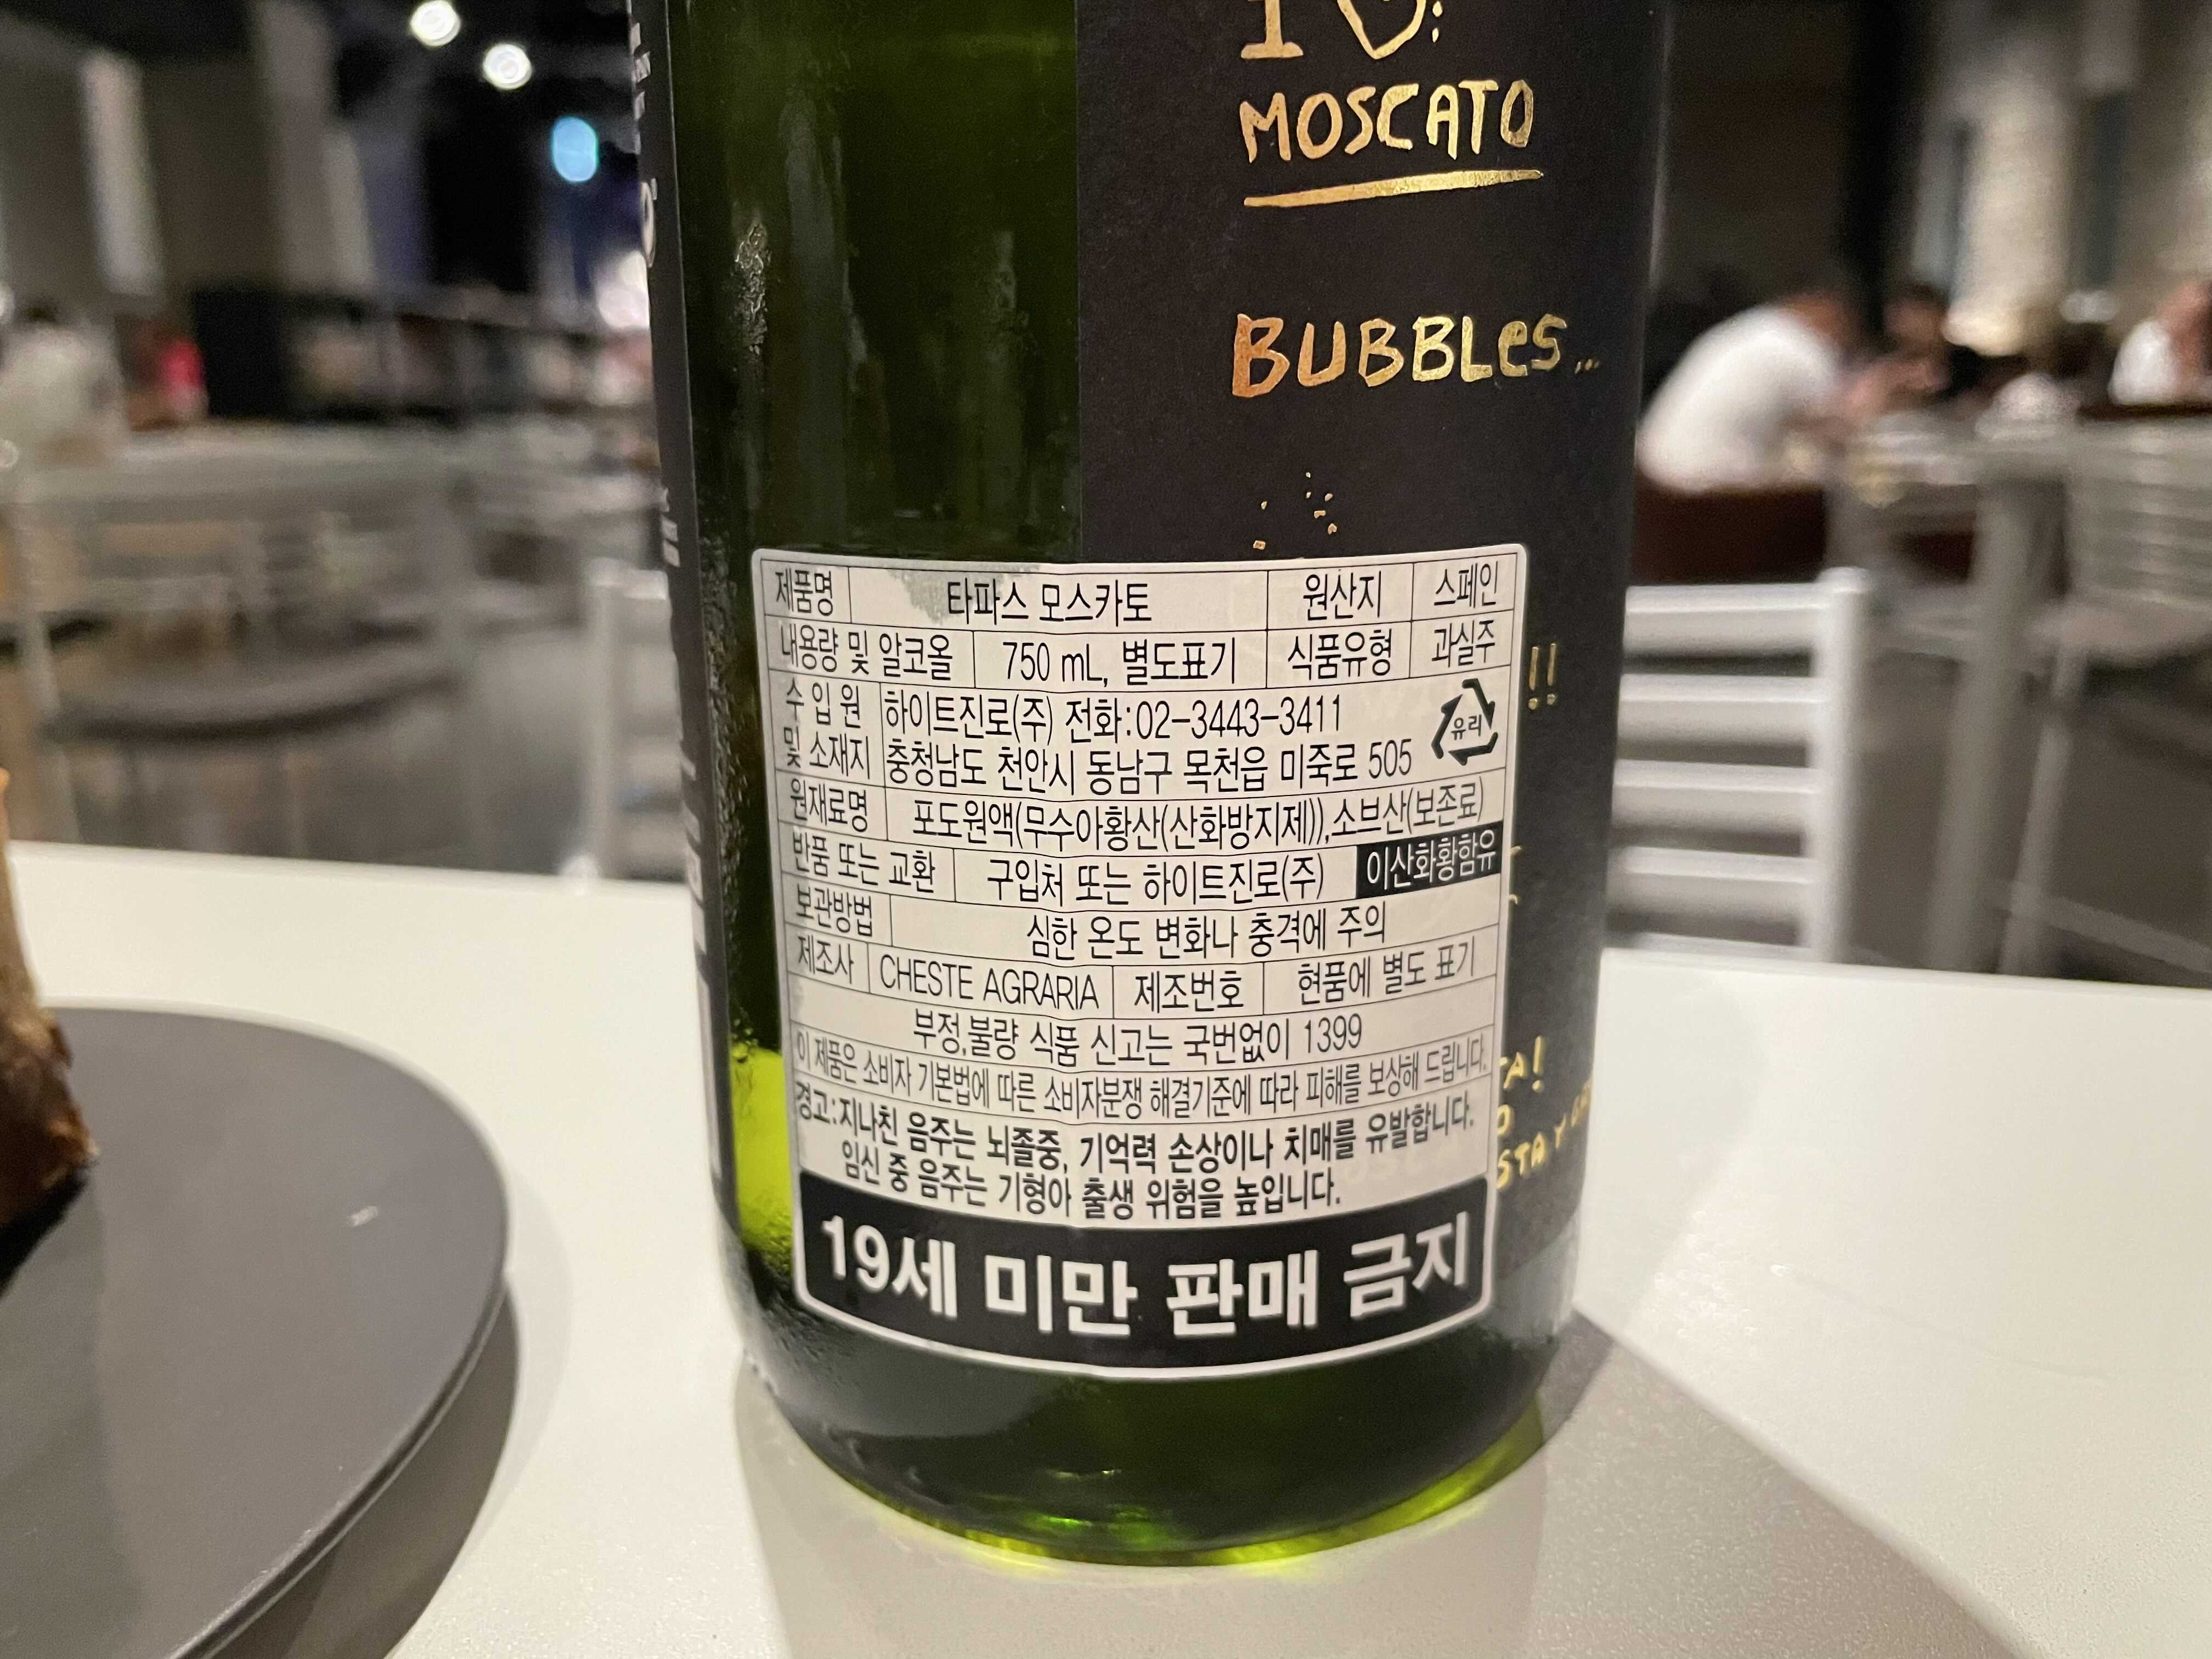 MOSCATO
BUBBLES...
제품명 타파스 모스카토 원산지 스페인
내용량 및 알코올 750 mL, 별도표기 식품유형 과실주
수입원 및 소재지 하이트진로(주) 전화:02-3443-3411
충청남도 천안시 동남구 목천읍 미죽로 505
유리
원재료명 포도원액(무수아황산(산화방지제)),소브산(보존료)
반품 또는 교환 구입처 또는 하이트진로(주) 이산화황함유
보관방법 심한 온도 변화나 충격에 주의
제조사 CHESTE AGRARIA 제조번호 현품에 별도 표기
부정,불량 식품 신고는 국번없이 1399
이 제품은 소비자 기본법에 따른 소비자분쟁 해결기준에 따라 피해를 보상해 드립니다.
경고:지나친 음주는 뇌졸중, 기억력 손상이나 치매를 유발합니다.
임신 중 음주는 기형아 출생 위험을 높입니다.
19세 미만 판매 금지
!!